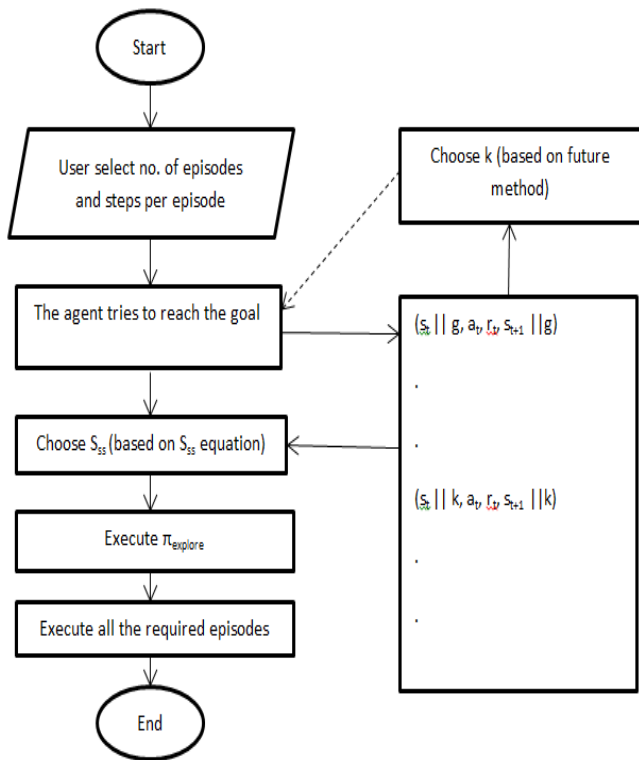 Start
User select no. of episodes
and steps per episode
The agent tries to reach the goal
Choose Sss (based on Sss equation)
Execute πexplore
Execute all the required episodes
End
Choose k (based on future
method)
(st || g, at, rt, st+1 ||g)
.
.
(st || k, at, rt, st+1 ||k)
.
.